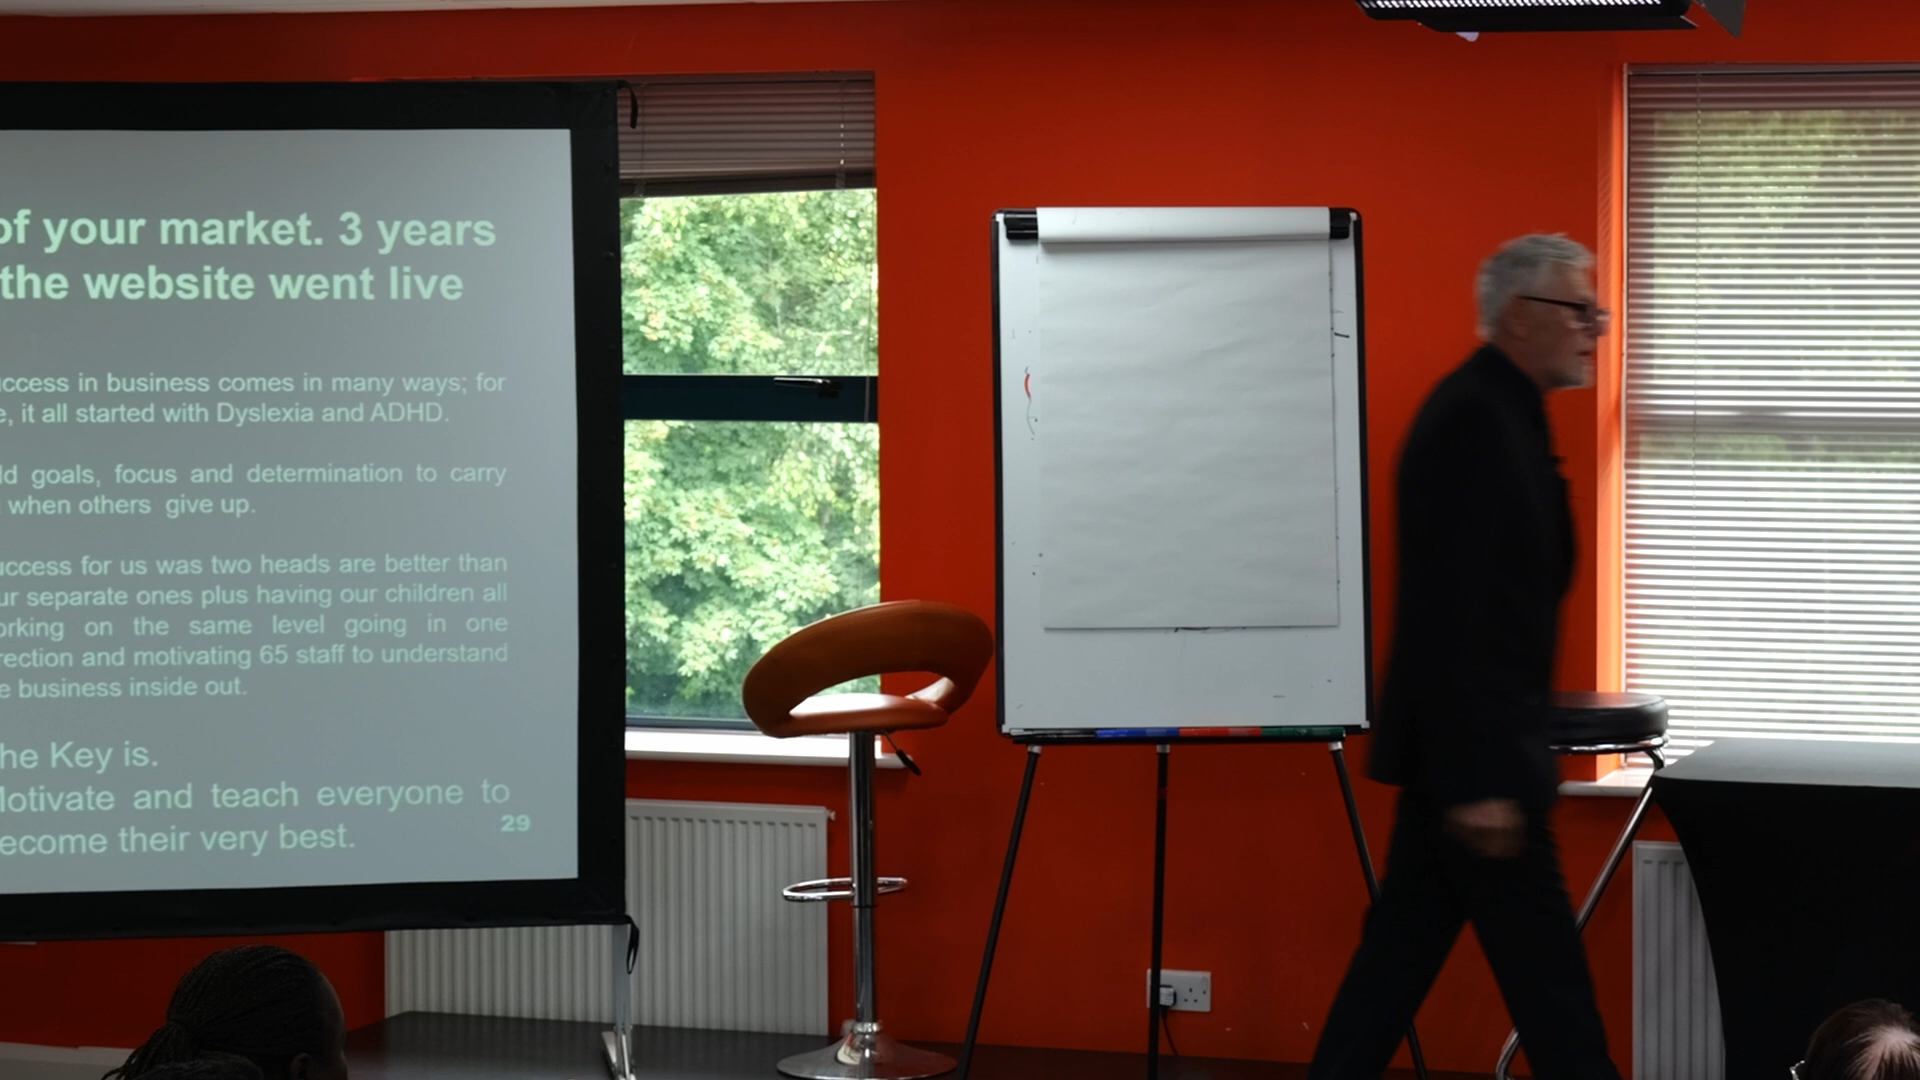 of your market. 3 years
the website went live
uccess in business comes in many ways; for
e, it all started with Dyslexia and ADHD.
ld goals, focus and determination to carry
when others give up.
uccess for us was two heads are better than
ur separate ones plus having our children all
orking on the same level going in one
rection and motivating 65 staff to understand
e business inside out.
he Key is.
Motivate and teach everyone to
ecome their very best.
29